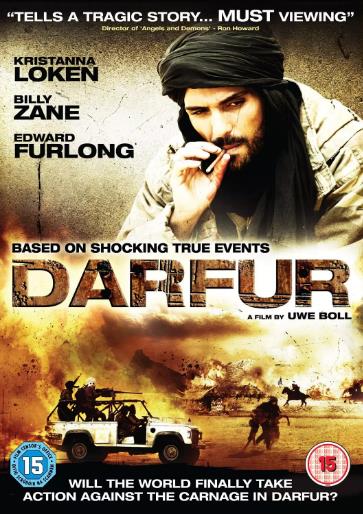 "TELLS A TRAGIC STORY... MUST VIEWING"
Director of 'Angels and Demons' - Ron Howard
KRISTANNA
LOKEN
BILLY
ZANE
EDWARD
FURLONG
BASED ON SHOCKING TRUE EVENTS
DARFUR
A FILM BY UWE BOLL
15
15
WILL THE WORLD FINALLY TAKE
ACTION AGAINST THE CARNAGE IN DARFUR?